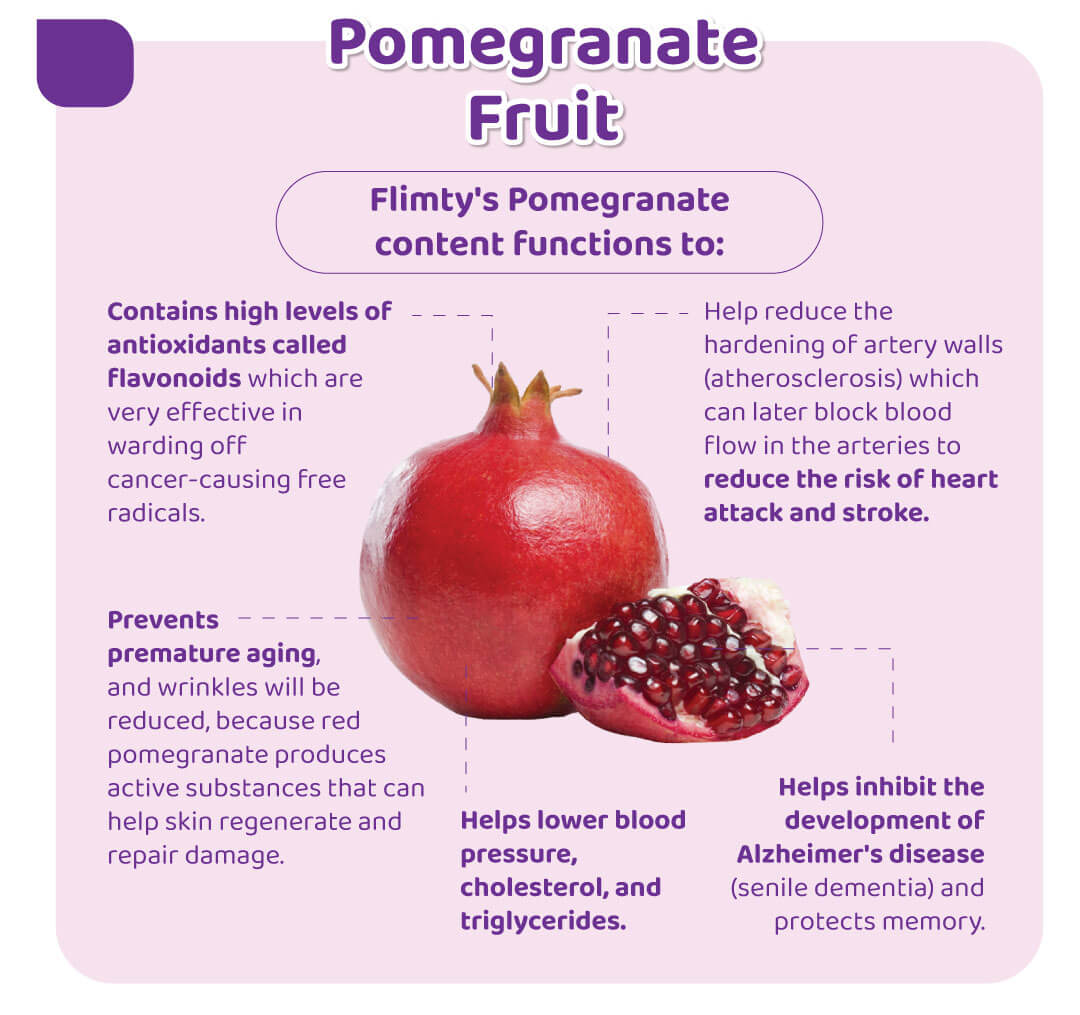 Pomegranate
Fruit
Flimty's Pomegranate
content functions to:
Contains high levels of
antioxidants called
flavonoids which are
very effective in
warding off
cancer-causing free
radicals.
Help reduce the
hardening of artery walls
(atherosclerosis) which
can later block blood
flow in the arteries to
reduce the risk of heart
attack and stroke.
Prevents
premature aging,
and wrinkles will be
reduced, because red
pomegranate produces
active substances that can
help skin regenerate and
repair damage.
Helps lower blood
pressure,
cholesterol, and
triglycerides.
Helps inhibit the
development of
Alzheimer's disease
(senile dementia) and
protects memory.